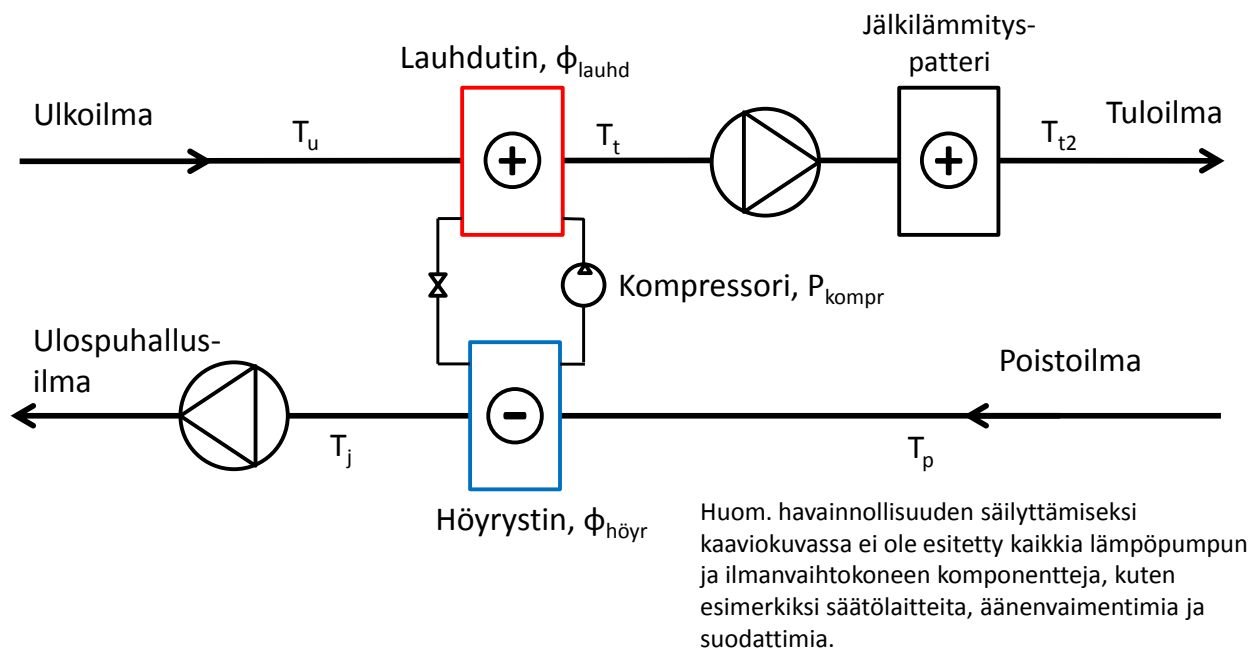 Jälkilämmitys-
patteri
Lauhdutin, ϕlauhd
Ulkoilma
Tu
Tt
Tt2
Tuloilma
+
+
Kompressori, Pkompr
Ulospuhallus-
ilma
Poistoilma
-
Tj
Tp
Höyrystin, ϕhöyr
Huom. havainnollisuuden säilyttämiseksi
kaaviokuvassa ei ole esitetty kaikkia lämpöpumpun
ja ilmanvaihtokoneen komponentteja, kuten
esimerkiksi säätölaitteita, äänenvaimentimia ja
suodattimia.